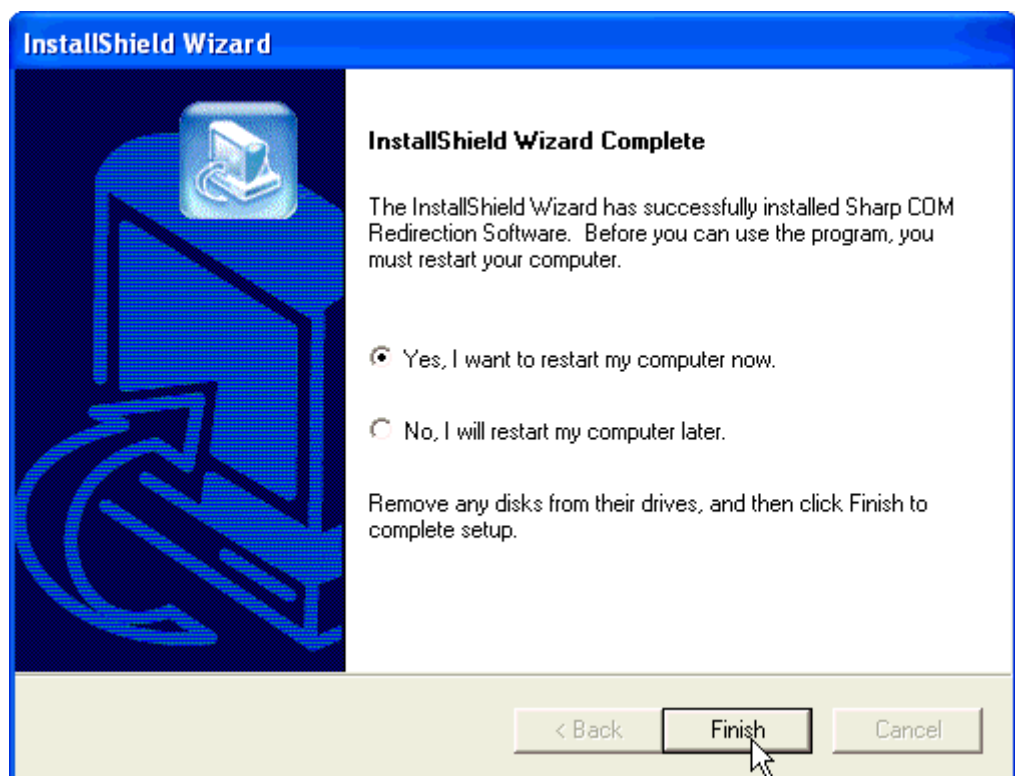 InstallShield Wizard
InstallShield Wizard Complete
The InstallShield Wizard has successfully installed Sharp COM
Redirection Software.  Before you can use the program, you
must restart your computer.
Yes, I want to restart my computer now.
No, I will restart my computer later.
Remove any disks from their drives, and then click Finish to
complete setup.
< Back
Finish
Cancel